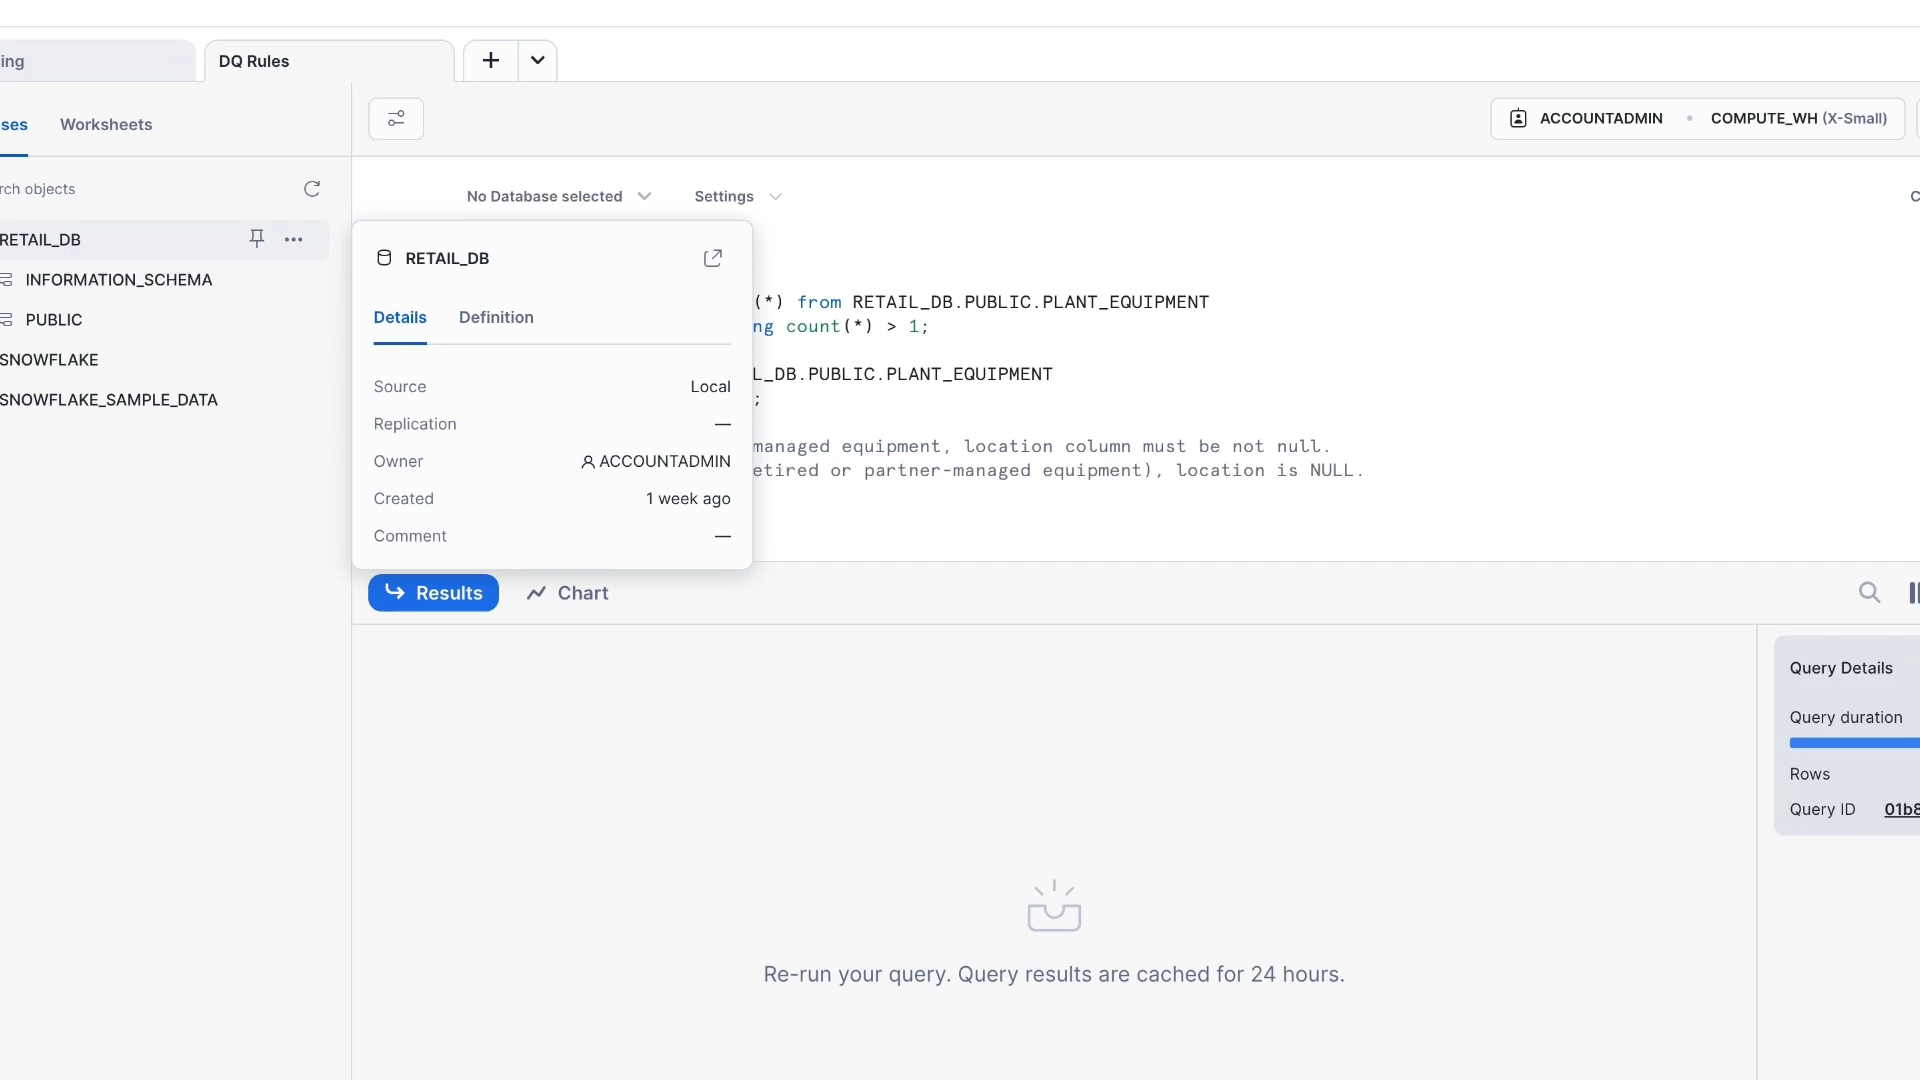 ing
DQ Rules
ses
Worksheets
ACCOUNTADMIN
COMPUTE_WH (X-Small)
rch objects
No Database selected
Settings
C
RETAIL_DB
INFORMATION_SCHEMA
PUBLIC
SNOWFLAKE
SNOWFLAKE_SAMPLE_DATA
RETAIL_DB
Details
Definition
Source
Local
Replication
—
Owner
ACCOUNTADMIN
Created
1 week ago
Comment
—
(*) from RETAIL_DB.PUBLIC.PLANT_EQUIPMENT
ng count(*) > 1;
L_DB.PUBLIC.PLANT_EQUIPMENT
;
managed equipment, location column must be not null.
etired or partner-managed equipment), location is NULL.
Results
Chart
Query Details
Query duration
Rows
Query ID 01b8
Re-run your query. Query results are cached for 24 hours.